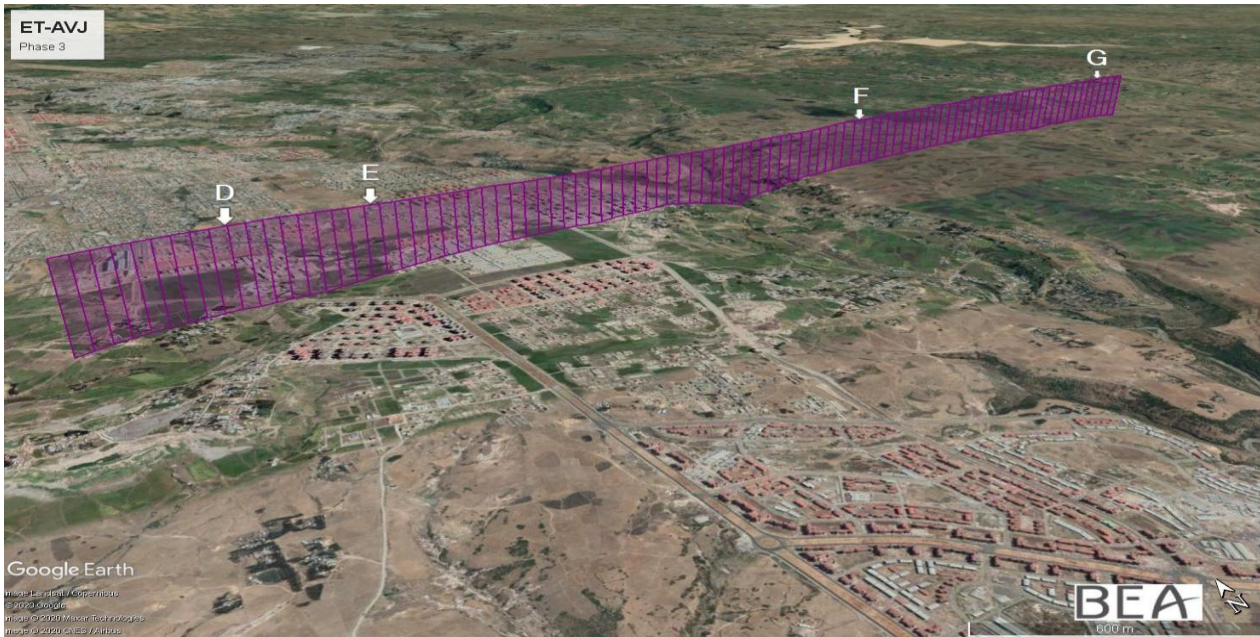 ET-AVJ
Phase 3
G
F
E
D
Google Earth
Image Landsat / Copernicus
© 2020 Google
Image © 2020 Maxar Technologies
Image © 2020 CNES / Airbus
BEA
N
600 m